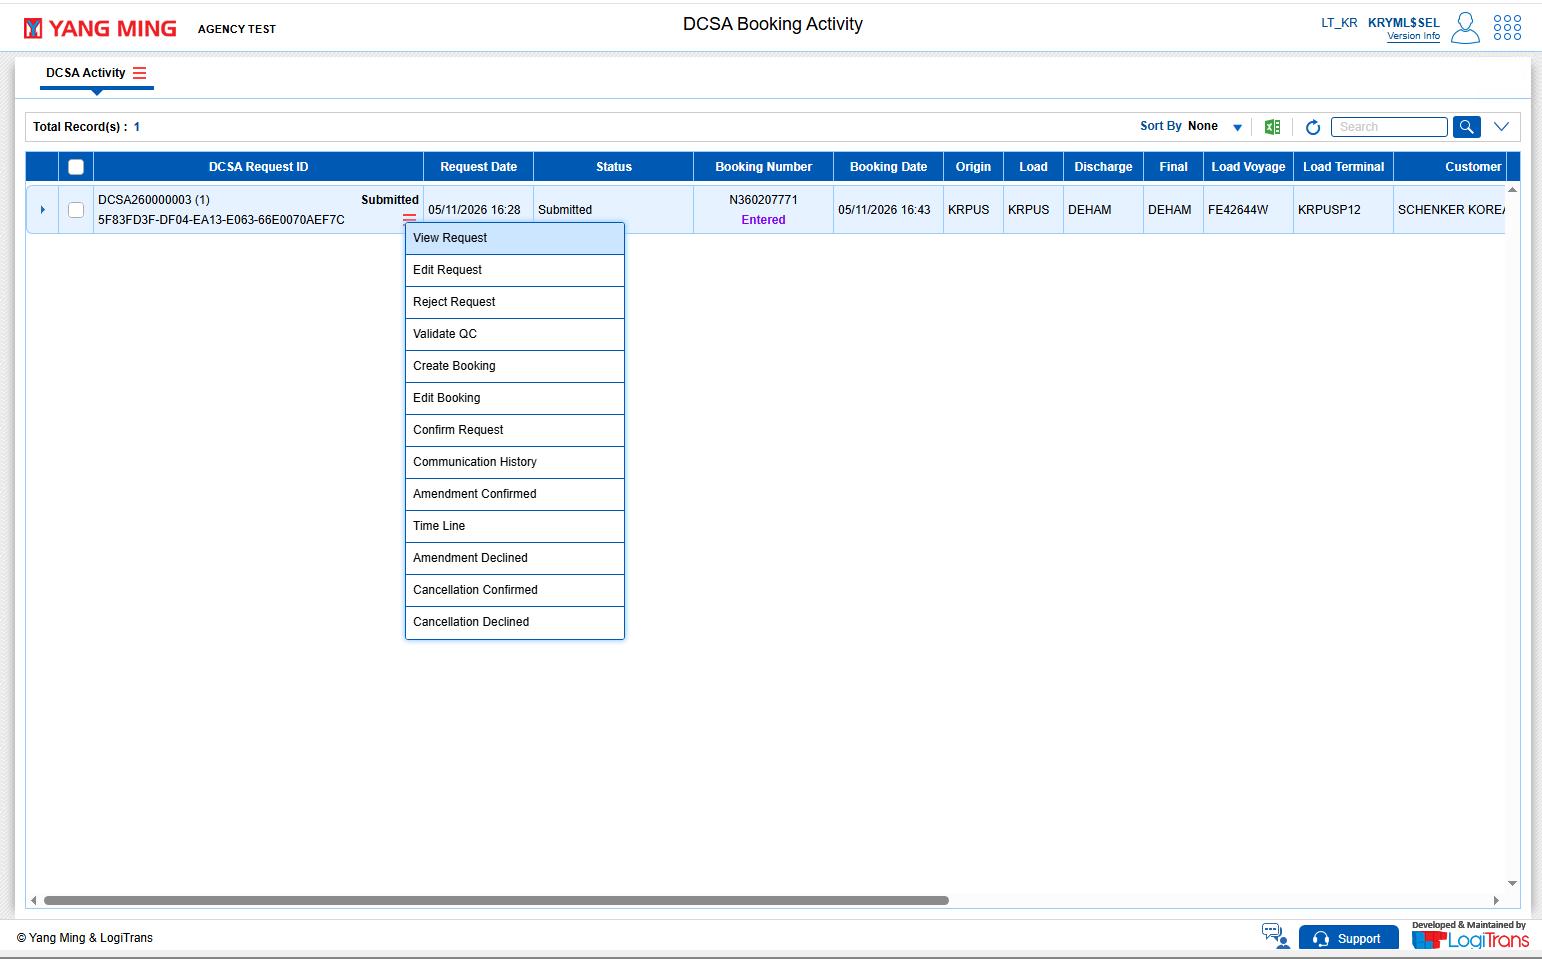 YANG MING
AGENCY TEST
DCSA Booking Activity
LT_KR KRYML$SEL
Version Info
DCSA Activity
Total Record(s) : 1
Sort By None
Search
DCSA Request ID Request Date Status Booking Number Booking Date Origin Load Discharge Final Load Voyage Load Terminal Customer
DCSA260000003 (1) Submitted
5F83FD3F-DF04-EA13-E063-66E0070AEF7C
05/11/2026 16:28
Submitted
N360207771
Entered
05/11/2026 16:43
KRPUS
KRPUS
DEHAM
DEHAM
FE42644W
KRPUSP12
SCHENKER KOREA
View Request
Edit Request
Reject Request
Validate QC
Create Booking
Edit Booking
Confirm Request
Communication History
Amendment Confirmed
Time Line
Amendment Declined
Cancellation Confirmed
Cancellation Declined
© Yang Ming & LogiTrans
Support
Developed & Maintained by
LogiTrans